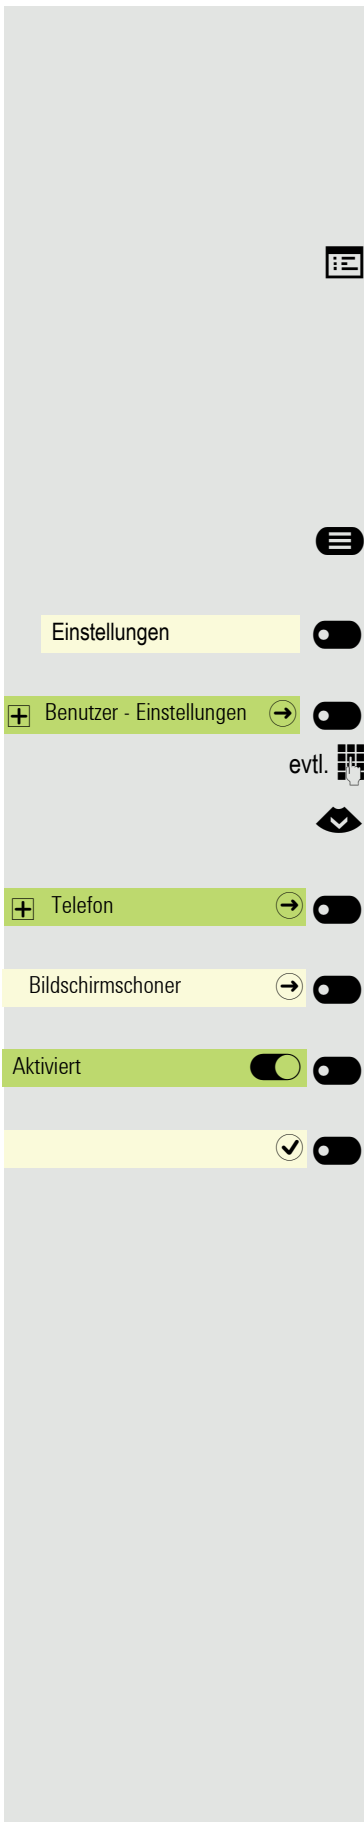 Einstellungen
Benutzer - Einstellungen
evtl.
Telefon
Bildschirmschoner
Aktiviert